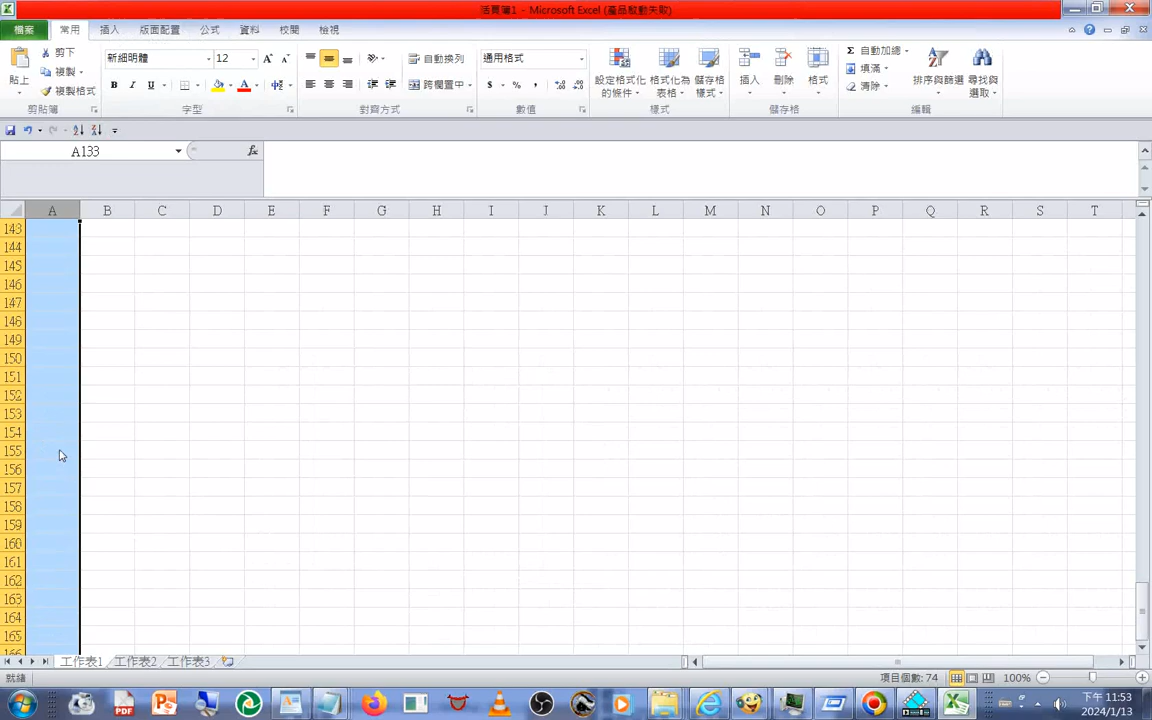 活頁簿1 - Microsoft Excel (產品啟動失敗)
檔案 常用 插入 版面配置 公式 資料 校閱 檢視
貼上 剪下 複製 複製格式 剪貼簿
新細明體 12 A A B I U A 字型
自動換列 跨欄置中 對齊方式
通用格式 $ % , 數值
設定格式化的條件 格式化為表格 儲存格樣式 樣式
插入 刪除 格式 儲存格
Σ 自動加總 填滿 清除 排序與篩選 尋找與選取 編輯
A133 fx
A B C D E F G H I J K L M N O P Q R S T
143
144
145
146
147
148
149
150
151
152
153
154
155
156
157
158
159
160
161
162
163
164
165
166
工作表1 工作表2 工作表3
就緒 項目個數: 74 100%
PDF
下午 11:53
2024/1/13